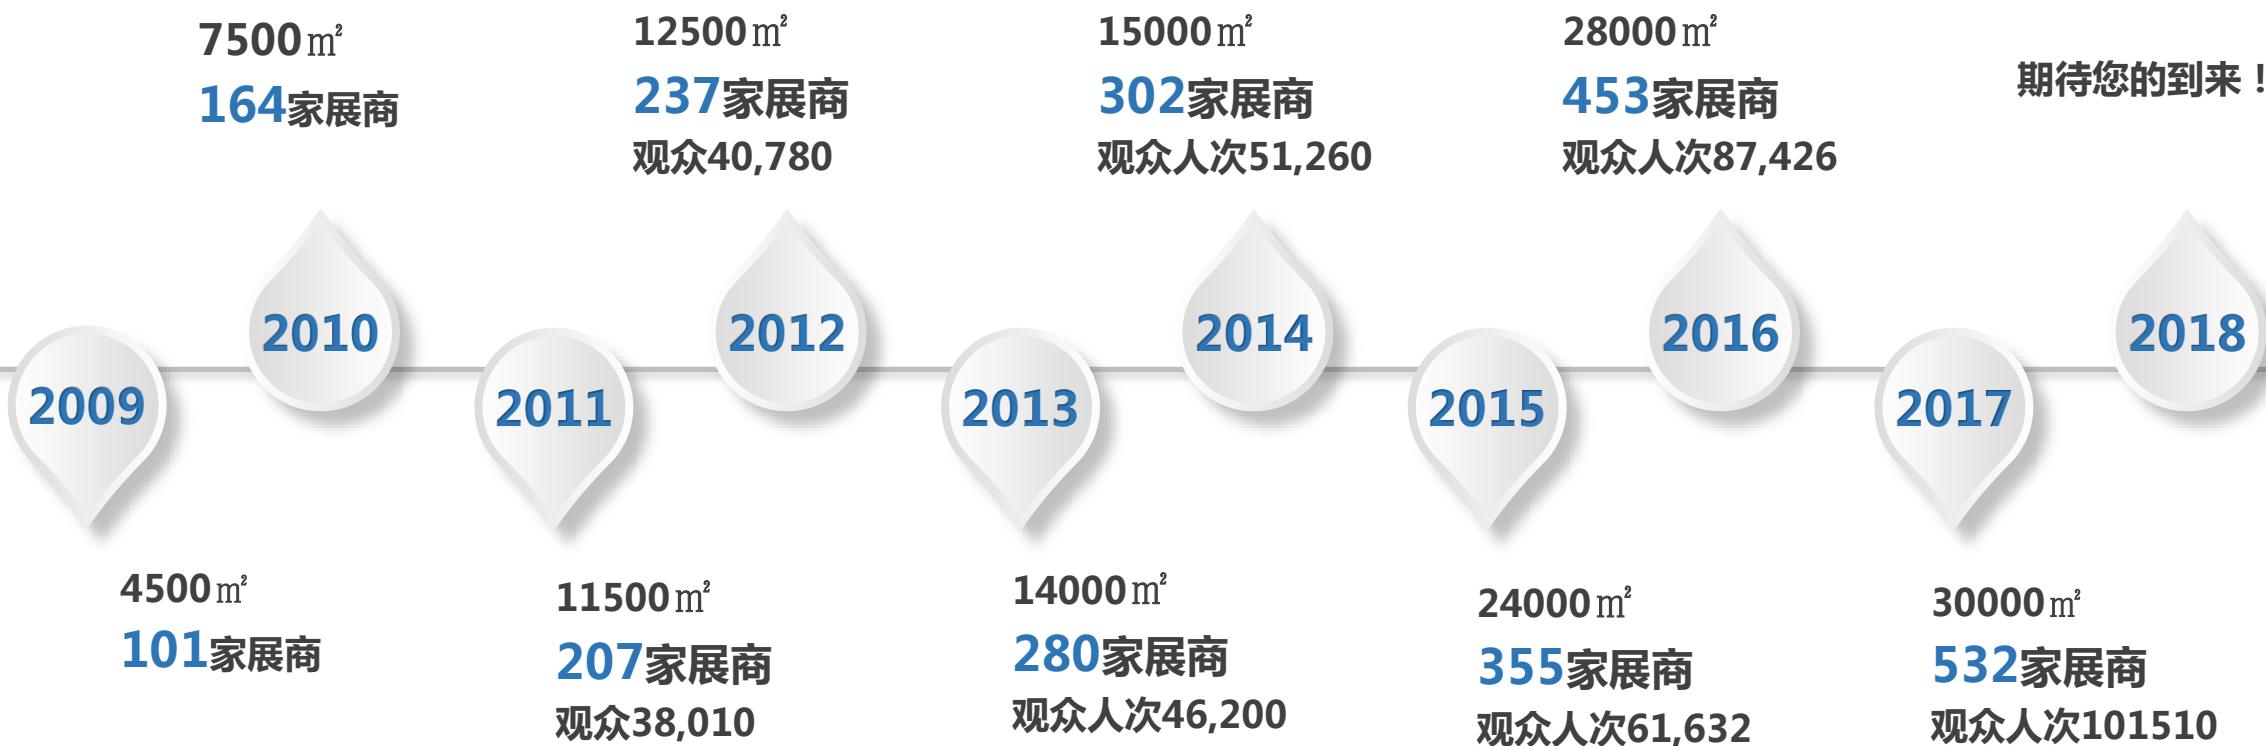 7500㎡
164家展商
12500㎡
237家展商
观众40,780
15000㎡
302家展商
观众人次51,260
28000㎡
453家展商
观众人次87,426
期待您的到来！
2009
2010
2011
2012
2013
2014
2015
2016
2017
2018
4500㎡
101家展商
11500㎡
207家展商
观众38,010
14000㎡
280家展商
观众人次46,200
24000㎡
355家展商
观众人次61,632
30000㎡
532家展商
观众人次101510